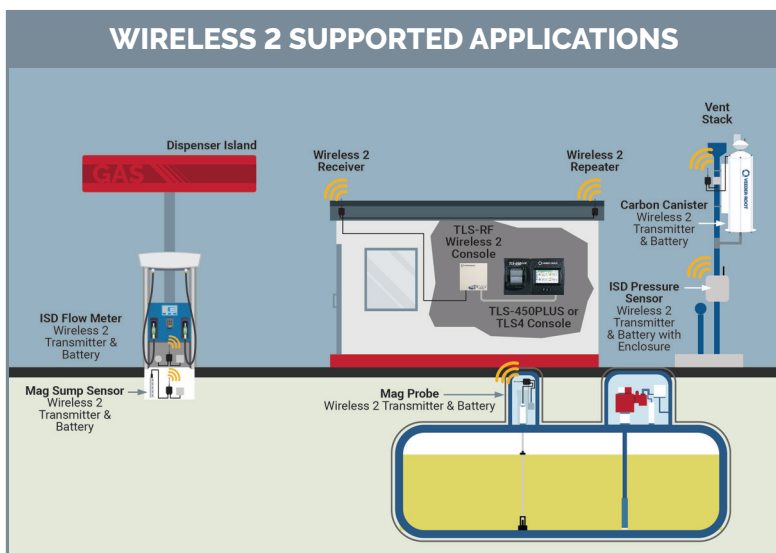 WIRELESS 2 SUPPORTED APPLICATIONS
Dispenser Island
GAS
Wireless 2
Receiver
Wireless 2
Repeater
Vent
Stack
VEEDER-ROOT
Carbon Canister
Wireless 2
Transmitter
& Battery
TLS-RF
Wireless 2
Console
TLS-450PLUS or
TLS4 Console
ISD Pressure
Sensor
Wireless 2
Transmitter
& Battery with
Enclosure
ISD Flow Meter
Wireless 2
Transmitter &
Battery
Mag Sump Sensor
Wireless 2
Transmitter &
Battery
Mag Probe
Wireless 2 Transmitter & Battery